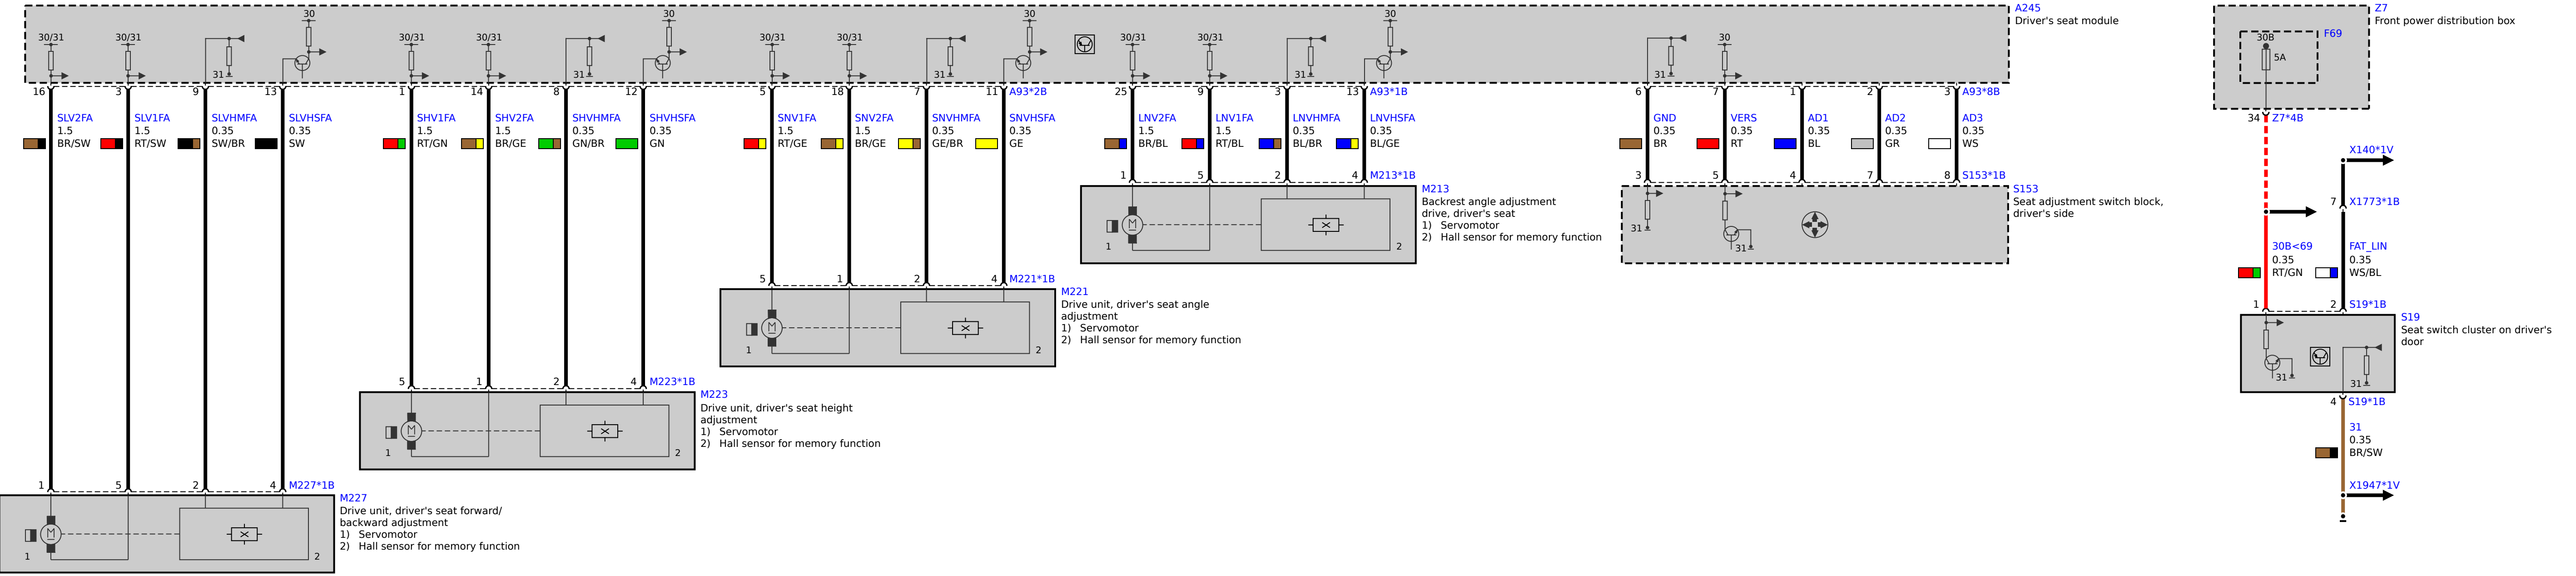 A245
Driver's seat module
30/31 30/31 31 30
30/31 30/31 31 30
30/31 30/31 31 30
30/31 30/31 31 30
31 30
Z7
Front power distribution box
F69
30B
5A
16 3 9 13 1 14 8 12 5 18 7 11 A93*2B
25 9 3 13 A93*1B
6 7 1 2 3 A93*8B
34 Z7*4B
SLV2FA
1.5
BR/SW
SLV1FA
1.5
RT/SW
SLVHMFA
0.35
SW/BR
SLVHSFA
0.35
SW
SHV1FA
1.5
RT/GN
SHV2FA
1.5
BR/GE
SHVHMFA
0.35
GN/BR
SHVHSFA
0.35
GN
SNV1FA
1.5
RT/GE
SNV2FA
1.5
BR/GE
SNVHMFA
0.35
GE/BR
SNVHSFA
0.35
GE
LNV2FA
1.5
BR/BL
LNV1FA
1.5
RT/BL
LNVHMFA
0.35
BL/BR
LNVHSFA
0.35
BL/GE
GND
0.35
BR
VERS
0.35
RT
AD1
0.35
BL
AD2
0.35
GR
AD3
0.35
WS
1 5 2 4 M213*1B
M213
Backrest angle adjustment
drive, driver's seat
1) Servomotor
2) Hall sensor for memory function
M
1 2
3 5 4 7 8 S153*1B
S153
Seat adjustment switch block,
driver's side
31
31
X140*1V
7 X1773*1B
30B<69
0.35
RT/GN
FAT_LIN
0.35
WS/BL
1 2 S19*1B
S19
Seat switch cluster on driver's
door
31
31
4 S19*1B
31
0.35
BR/SW
X1947*1V
5 1 2 4 M221*1B
M221
Drive unit, driver's seat angle
adjustment
1) Servomotor
2) Hall sensor for memory function
M
1 2
5 1 2 4 M223*1B
M223
Drive unit, driver's seat height
adjustment
1) Servomotor
2) Hall sensor for memory function
M
1 2
1 5 2 4 M227*1B
M227
Drive unit, driver's seat forward/
backward adjustment
1) Servomotor
2) Hall sensor for memory function
M
1 2